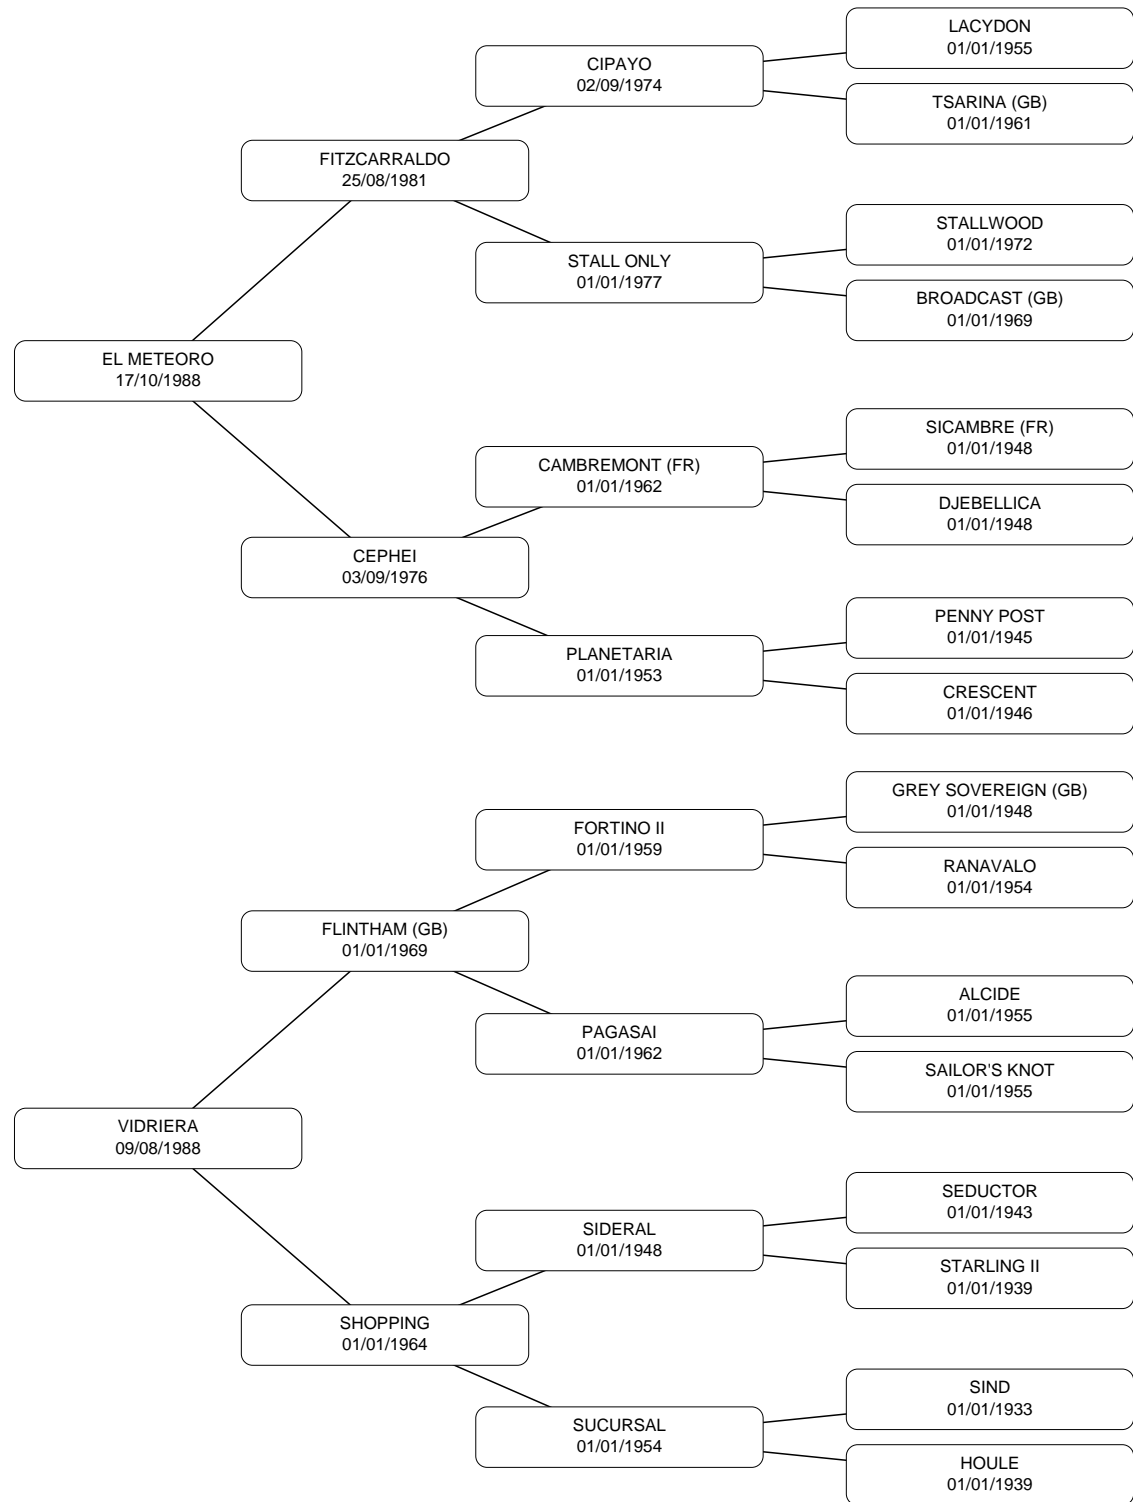 LACYDON
01/01/1955
CIPAYO
02/09/1974
TSARINA (GB)
01/01/1961
FITZCARRALDO
25/08/1981
STALLWOOD
01/01/1972
STALL ONLY
01/01/1977
BROADCAST (GB)
01/01/1969
EL METEORO
17/10/1988
SICAMBRE (FR)
01/01/1948
CAMBREMONT (FR)
01/01/1962
DJEBELLICA
01/01/1948
CEPHEI
03/09/1976
PENNY POST
01/01/1945
PLANETARIA
01/01/1953
CRESCENT
01/01/1946
GREY SOVEREIGN (GB)
01/01/1948
FORTINO II
01/01/1959
RANAVALO
01/01/1954
FLINTHAM (GB)
01/01/1969
ALCIDE
01/01/1955
PAGASAI
01/01/1962
SAILOR'S KNOT
01/01/1955
VIDRIERA
09/08/1988
SEDUCTOR
01/01/1943
SIDERAL
01/01/1948
STARLING II
01/01/1939
SHOPPING
01/01/1964
SIND
01/01/1933
SUCURSAL
01/01/1954
HOULE
01/01/1939